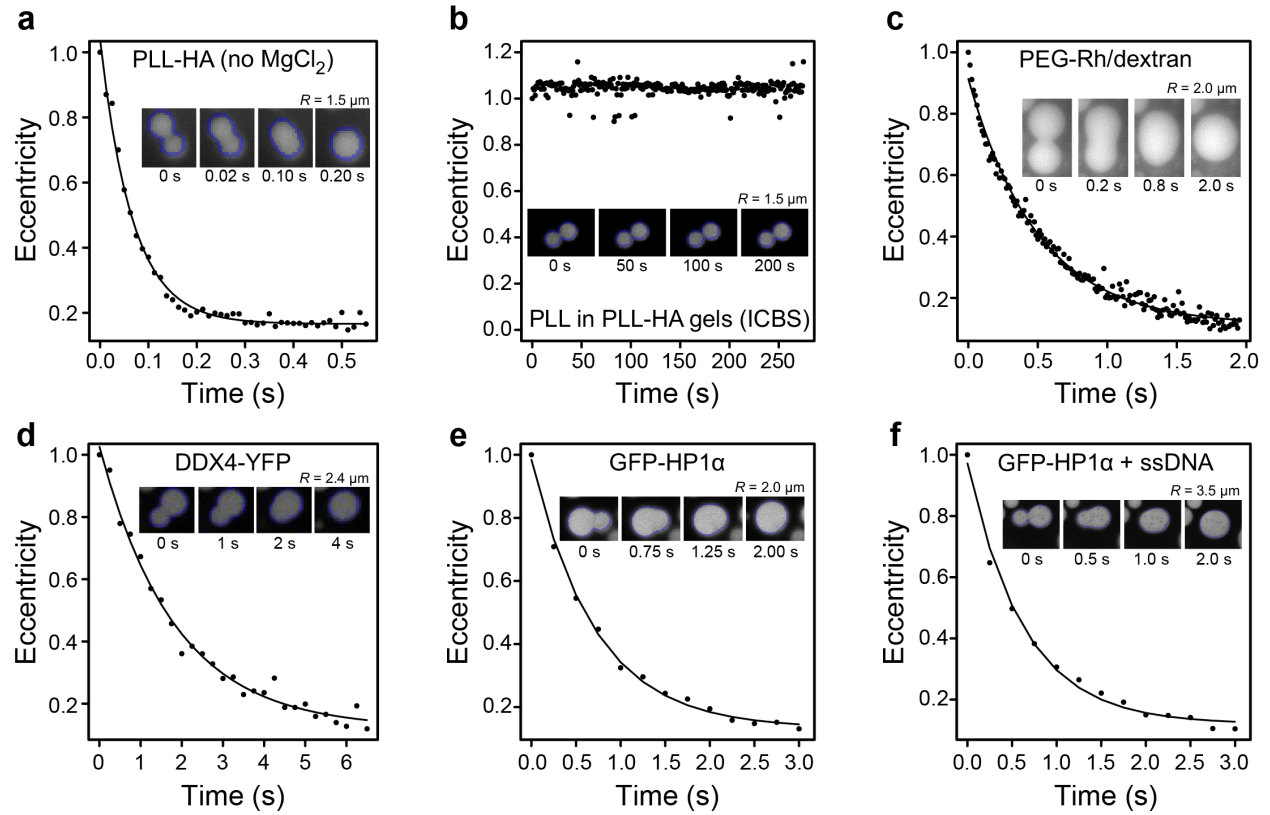 a
PLL-HA (no MgCl2)
R = 1.5 µm
0 s 0.02 s 0.10 s 0.20 s
1.0
0.8
0.6
0.4
0.2
Eccentricity
0.0 0.1 0.2 0.3 0.4 0.5
Time (s)
b
1.2
1.0
0.8
0.6
0.4
0.2
0.0
Eccentricity
R = 1.5 µm
0 s 50 s 100 s 200 s
PLL in PLL-HA gels (ICBS)
0 50 100 150 200 250
Time (s)
c
PEG-Rh/dextran
R = 2.0 µm
0 s 0.2 s 0.8 s 2.0 s
1.0
0.8
0.6
0.4
0.2
Eccentricity
0.0 0.5 1.0 1.5 2.0
Time (s)
d
DDX4-YFP
R = 2.4 µm
0 s 1 s 2 s 4 s
1.0
0.8
0.6
0.4
0.2
Eccentricity
0 1 2 3 4 5 6
Time (s)
e
GFP-HP1α
R = 2.0 µm
0 s 0.75 s 1.25 s 2.00 s
1.0
0.8
0.6
0.4
0.2
Eccentricity
0.0 0.5 1.0 1.5 2.0 2.5 3.0
Time (s)
f
GFP-HP1α + ssDNA
R = 3.5 µm
0 s 0.5 s 1.0 s 2.0 s
1.0
0.8
0.6
0.4
0.2
Eccentricity
0.0 0.5 1.0 1.5 2.0 2.5 3.0
Time (s)